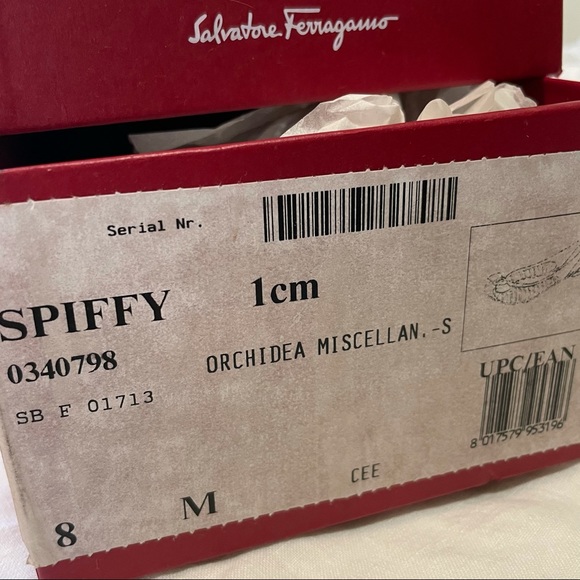 Salvatore Ferragamo
Serial Nr.
SPIFFY 1cm
0340798 ORCHIDEA MISCELLAN.-S
SB F 01713
UPC/EAN
8 017579 953196
8 M CEE